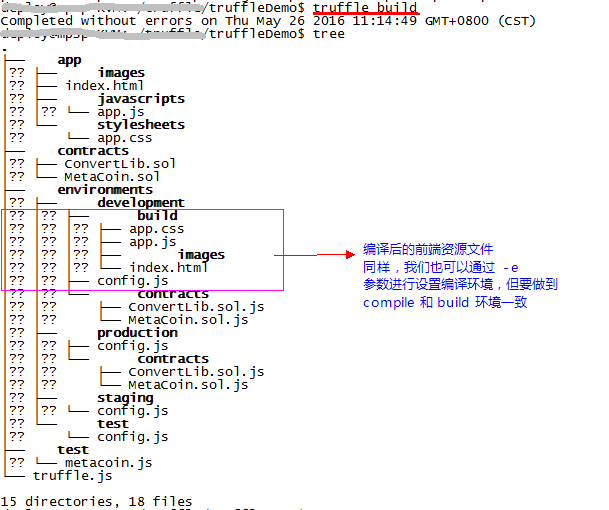 /truffleDemo$ truffle build
Completed without errors on Thu May 26 2016 11:14:49 GMT+0800 (CST)
/truffleDemo$ tree
.
├── app
│?? ├── images
│?? ├── index.html
│?? ├── javascripts
│?? │?? └── app.js
│?? └── stylesheets
│?? └── app.css
├── contracts
│?? ├── ConvertLib.sol
│?? └── MetaCoin.sol
├── environments
│?? ├── development
│?? │?? ├── build
│?? │?? │?? ├── app.css
│?? │?? │?? ├── app.js
│?? │?? │?? ├── images
│?? │?? │?? └── index.html
│?? │?? ├── config.js
│?? │?? └── contracts
│?? │?? ├── ConvertLib.sol.js
│?? │?? └── MetaCoin.sol.js
│?? ├── production
│?? │?? ├── config.js
│?? │?? └── contracts
│?? │?? ├── ConvertLib.sol.js
│?? │?? └── MetaCoin.sol.js
│?? ├── staging
│?? │?? └── config.js
│?? └── test
│?? └── config.js
├── test
│?? └── metacoin.js
└── truffle.js
15 directories, 18 files
编译后的前端资源文件
同样，我们也可以通过 -e
参数进行设置编译环境，但要做到
compile 和 build 环境一致